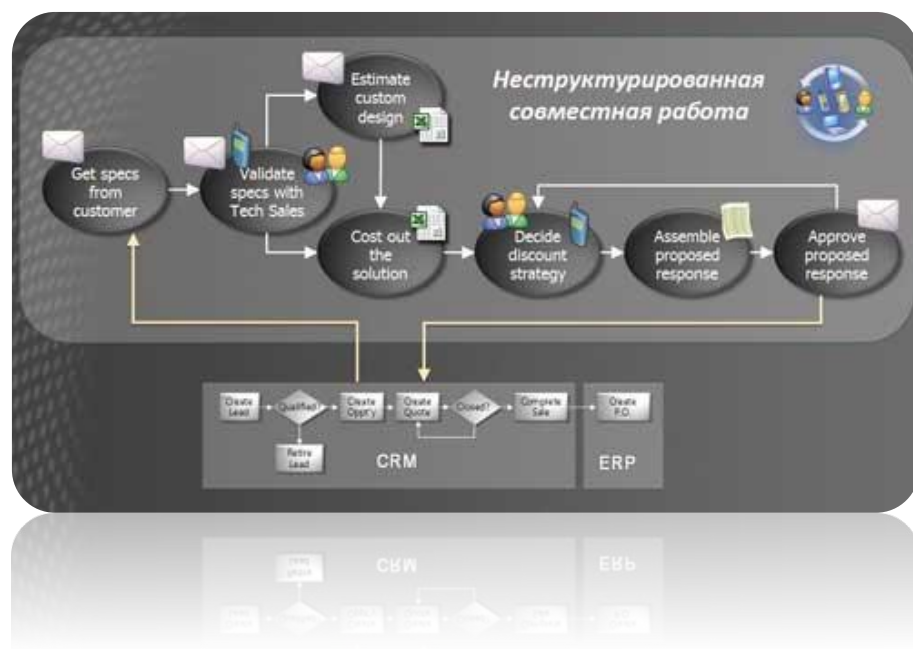 Неструктурированная
совместная работа
Estimate
custom
design
Get specs
from
customer
Validate
specs with
Tech Sales
Cost out
the
solution
Decide
discount
strategy
Assemble
proposed
response
Approve
proposed
response
Create
Lead
Qualified?
Create
Oppt'y
Create
Quote
Closed?
Complete
Sale
Create
P.O.
Retire
Lead
CRM
ERP